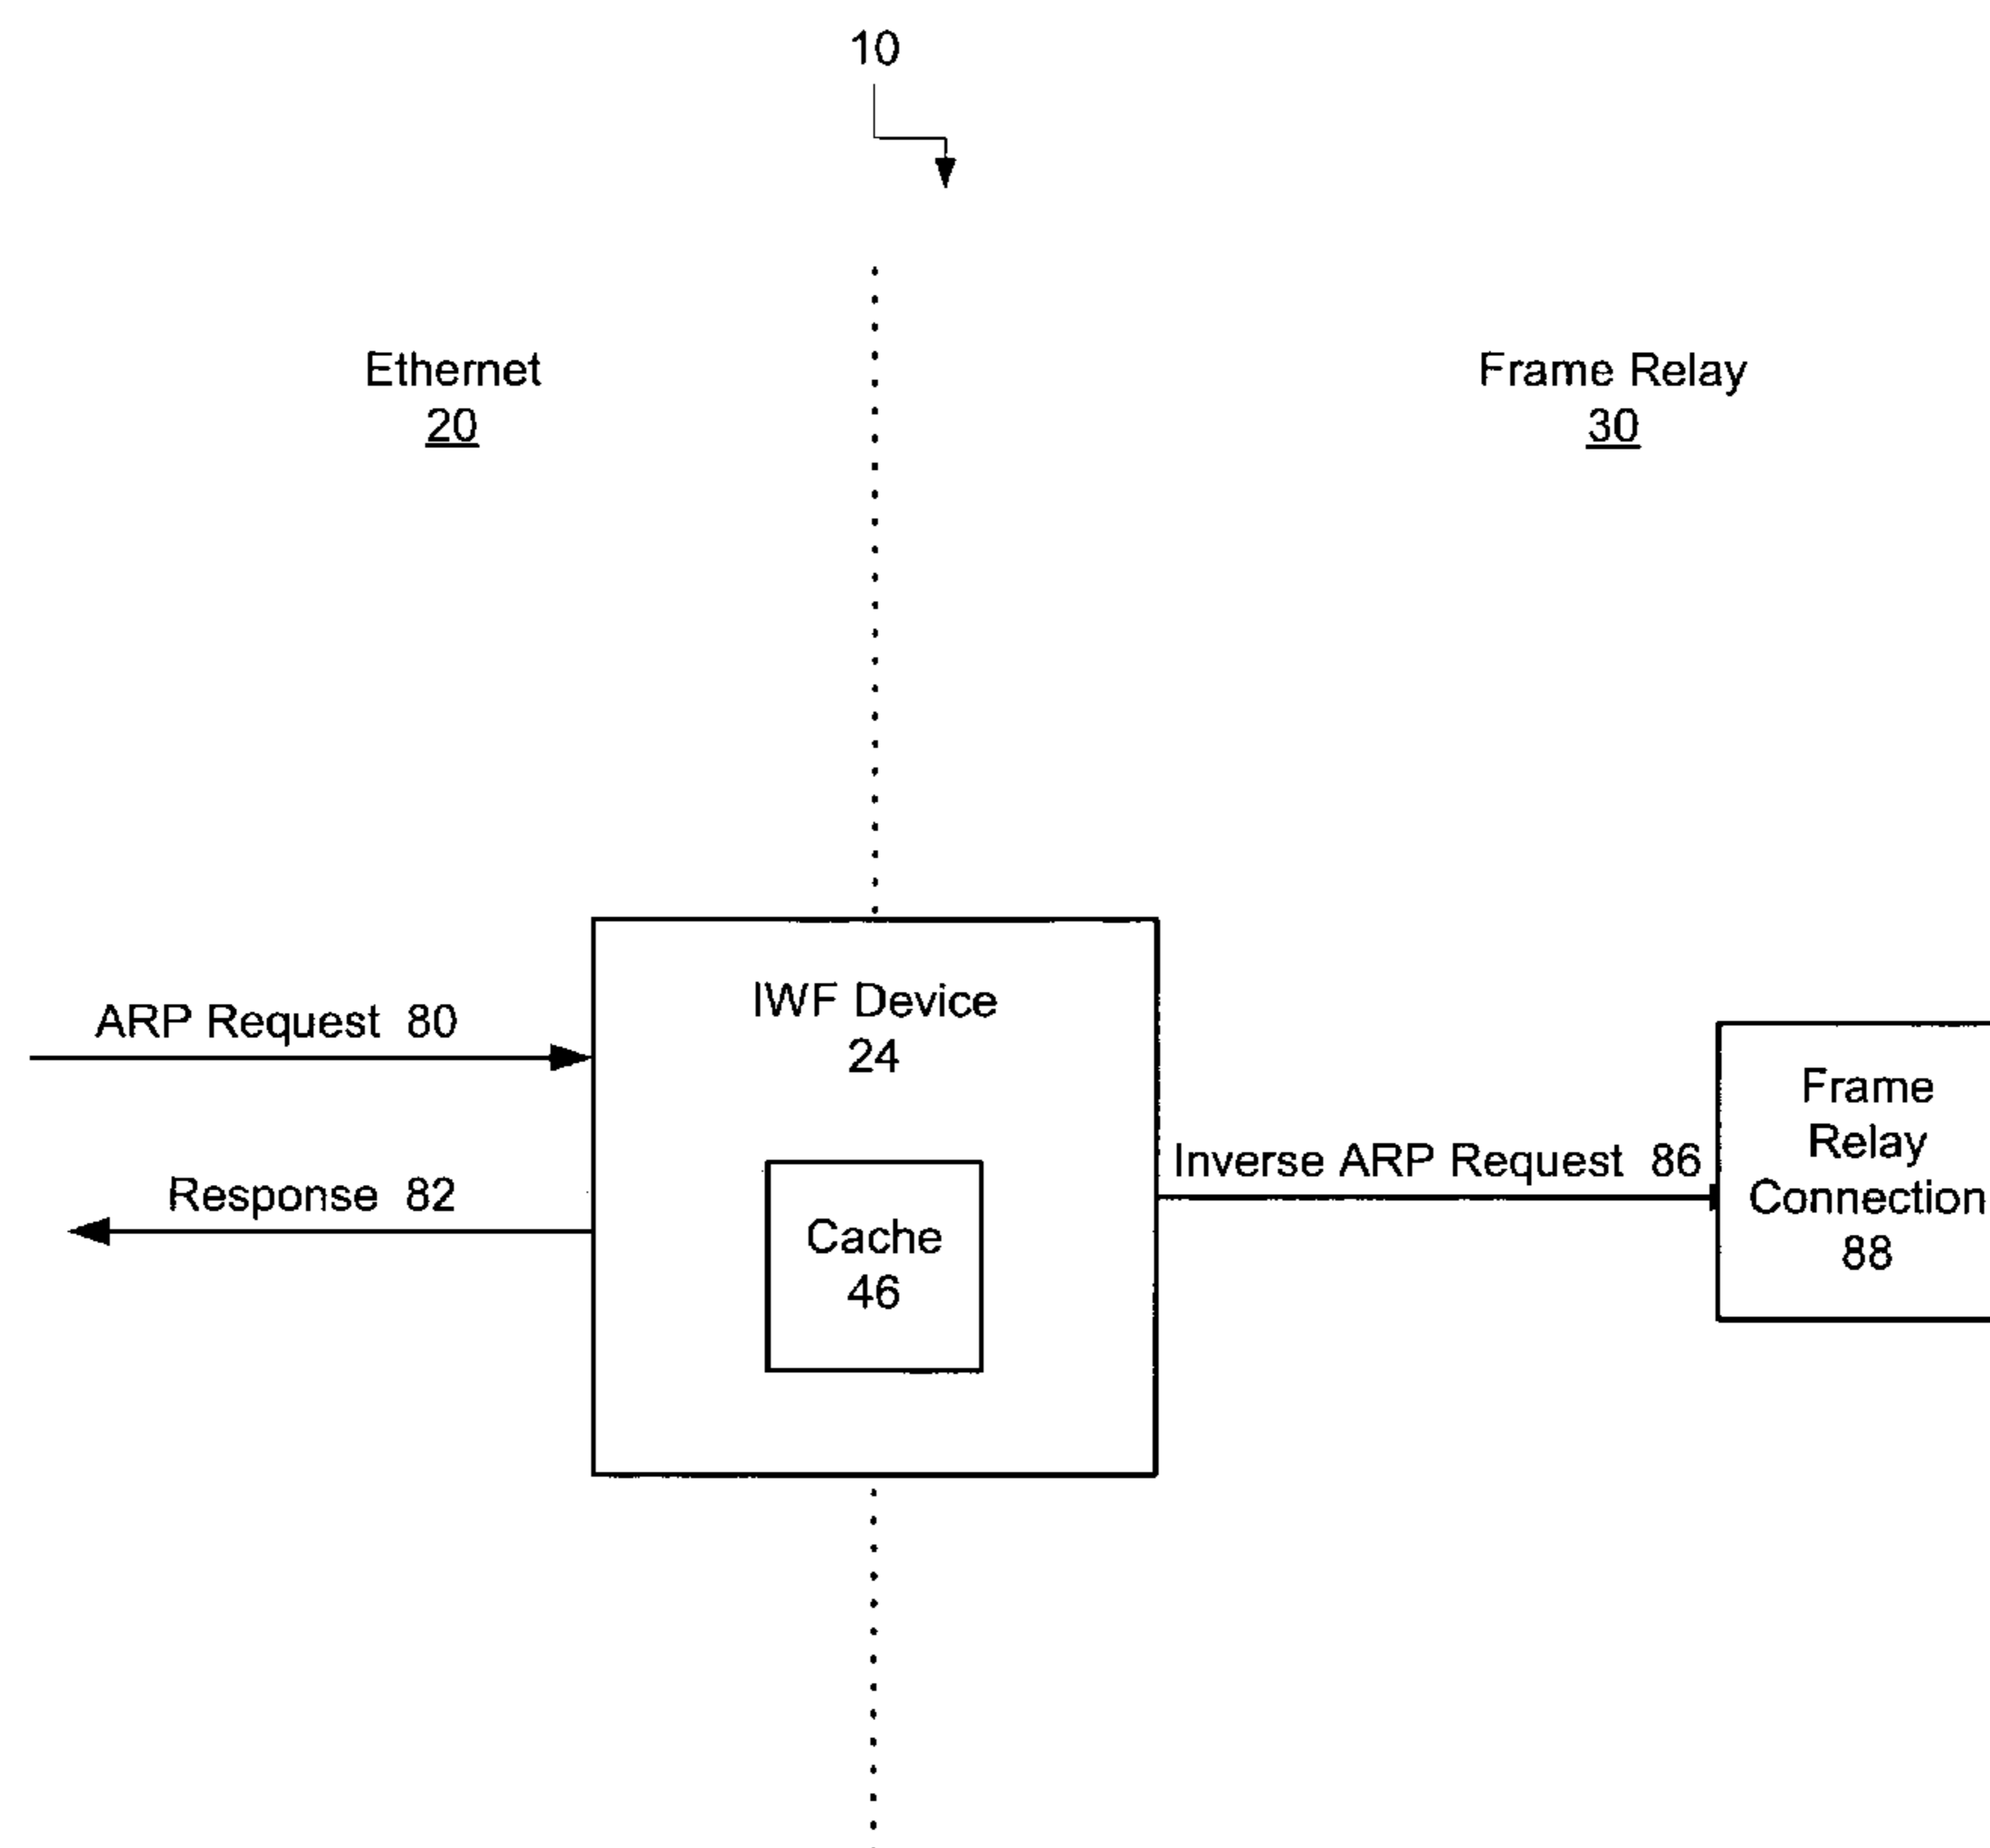 10
Ethernet
20
Frame Relay
30
IWF Device
24
ARP Request 80
Response 82
Cache
46
Inverse ARP Request 86
Frame
Relay
Connection
88